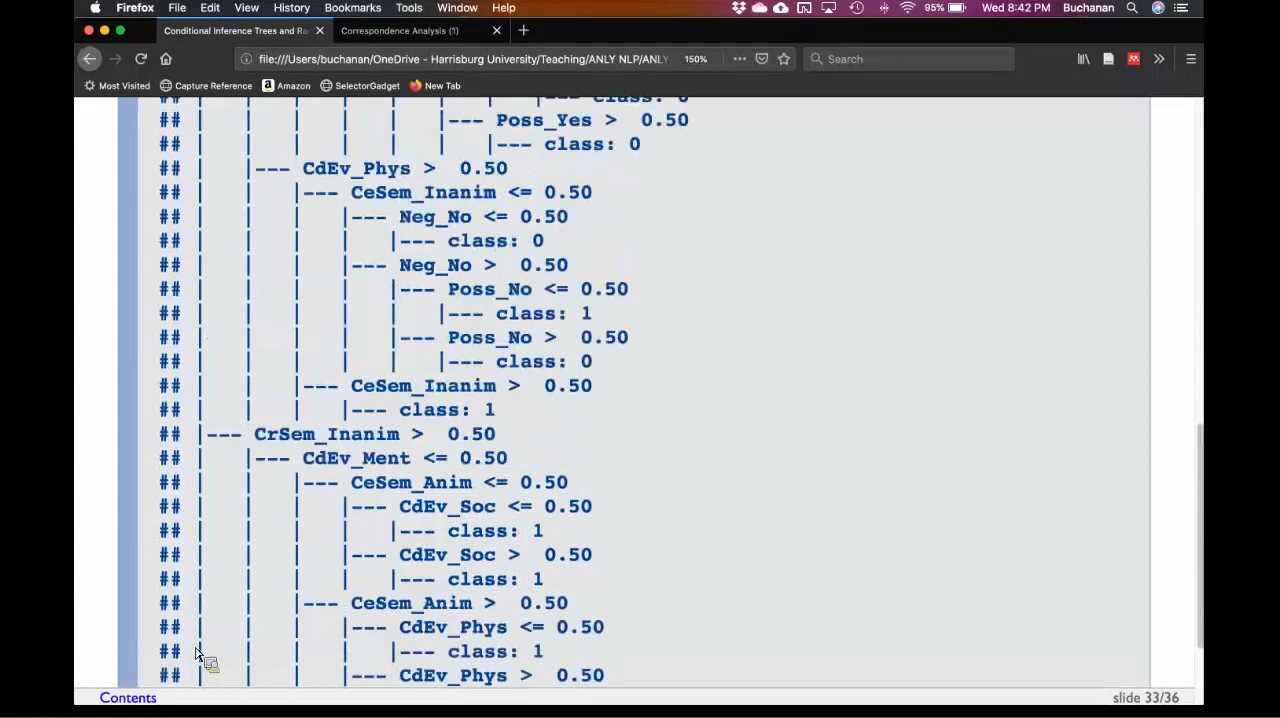 Firefox File Edit View History Bookmarks Tools Window Help 95% Wed 8:42 PM Buchanan
Conditional Inference Trees and Ra Correspondence Analysis (1)
file:///Users/buchanan/OneDrive - Harrisburg University/Teaching/ANLY NLP/ANLY 150% Search
Most Visited Capture Reference Amazon SelectorGadget New Tab
## | | | | | | | |--- class: 0
## | | | | | |--- Poss_Yes > 0.50
## | | | | | | |--- class: 0
## | |--- CdEv_Phys > 0.50
## | | |--- CeSem_Inanim <= 0.50
## | | | |--- Neg_No <= 0.50
## | | | | |--- class: 0
## | | | |--- Neg_No > 0.50
## | | | | |--- Poss_No <= 0.50
## | | | | | |--- class: 1
## | | | | |--- Poss_No > 0.50
## | | | | | |--- class: 0
## | | |--- CeSem_Inanim > 0.50
## | | | |--- class: 1
## |--- CrSem_Inanim > 0.50
## | |--- CdEv_Ment <= 0.50
## | | |--- CeSem_Anim <= 0.50
## | | | |--- CdEv_Soc <= 0.50
## | | | | |--- class: 1
## | | | |--- CdEv_Soc > 0.50
## | | | | |--- class: 1
## | | |--- CeSem_Anim > 0.50
## | | | |--- CdEv_Phys <= 0.50
## | | | | |--- class: 1
## | | | |--- CdEv_Phys > 0.50
Contents slide 33/36